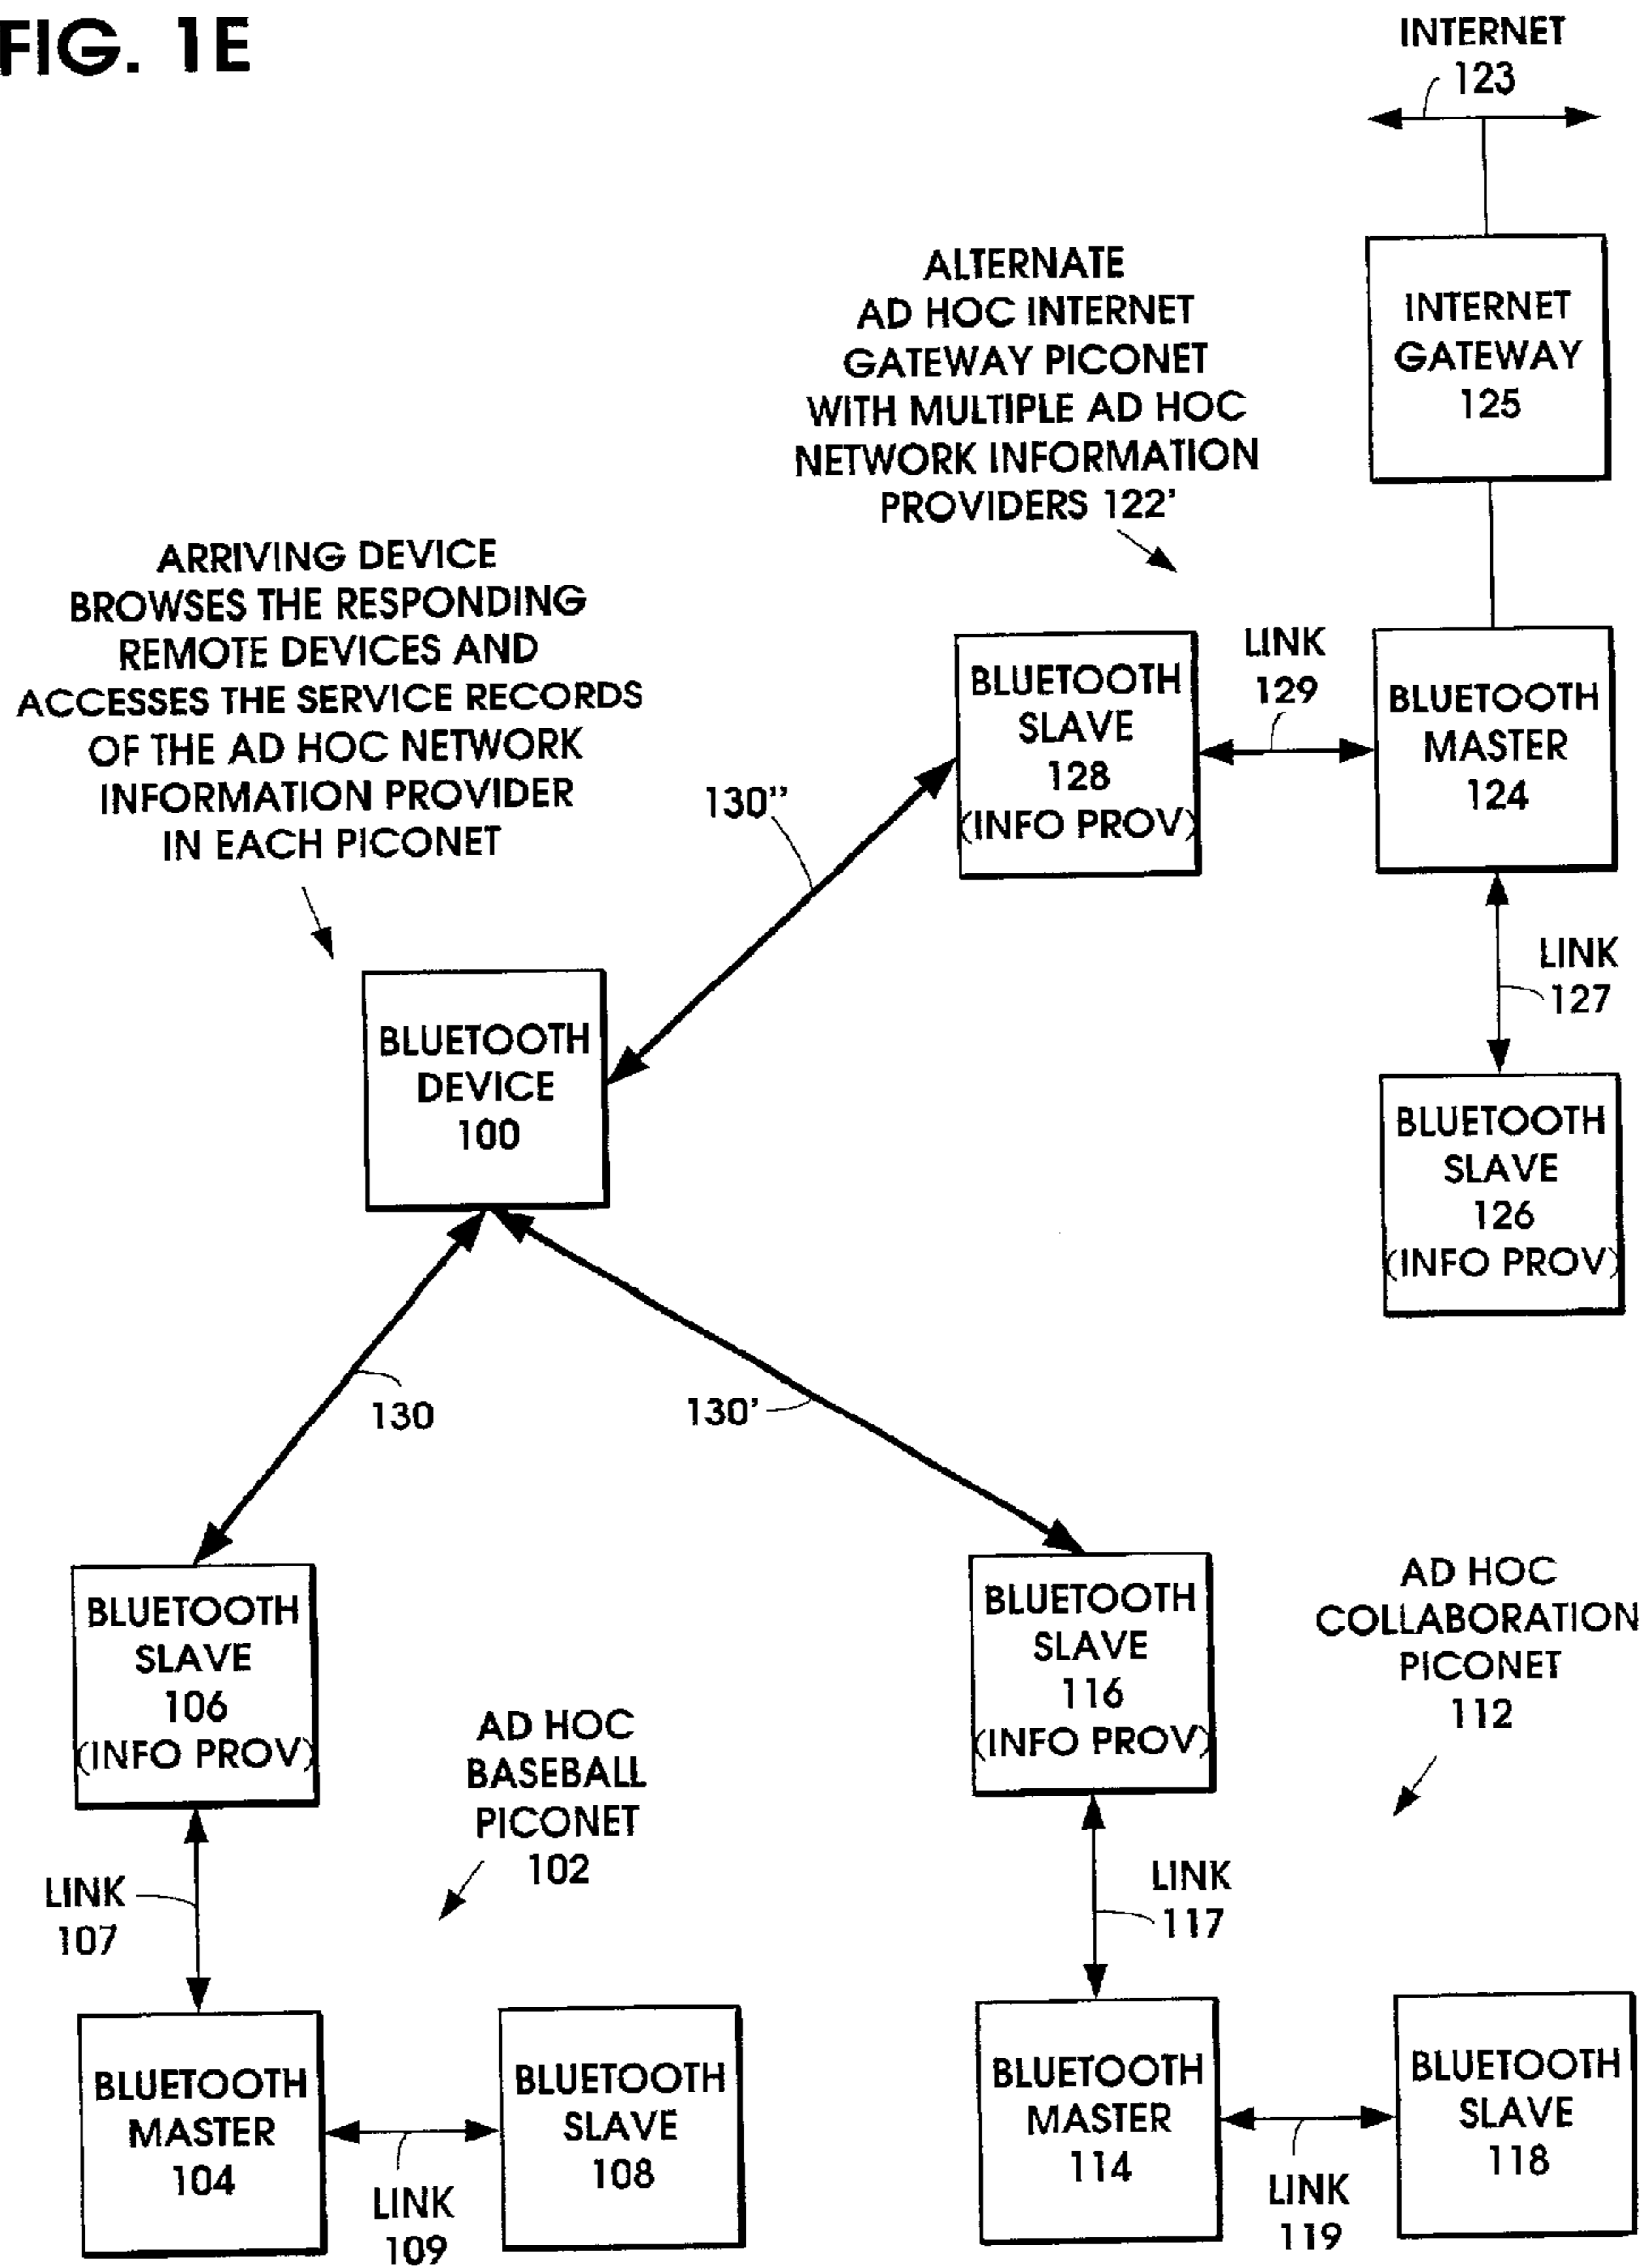 FIG. 1E
INTERNET
123
INTERNET
GATEWAY
125
ALTERNATE
AD HOC INTERNET
GATEWAY PICONET
WITH MULTIPLE AD HOC
NETWORK INFORMATION
PROVIDERS 122'
ARRIVING DEVICE
BROWSES THE RESPONDING
REMOTE DEVICES AND
ACCESSES THE SERVICE RECORDS
OF THE AD HOC NETWORK
INFORMATION PROVIDER
IN EACH PICONET
130''
BLUETOOTH
SLAVE
128
(INFO PROV)
LINK
129
BLUETOOTH
MASTER
124
LINK
127
BLUETOOTH
SLAVE
126
(INFO PROV)
BLUETOOTH
DEVICE
100
130
130'
BLUETOOTH
SLAVE
106
(INFO PROV)
AD HOC
BASEBALL
PICONET
102
LINK
107
BLUETOOTH
MASTER
104
LINK
109
BLUETOOTH
SLAVE
108
BLUETOOTH
SLAVE
116
(INFO PROV)
AD HOC
COLLABORATION
PICONET
112
LINK
117
BLUETOOTH
MASTER
114
LINK
119
BLUETOOTH
SLAVE
118